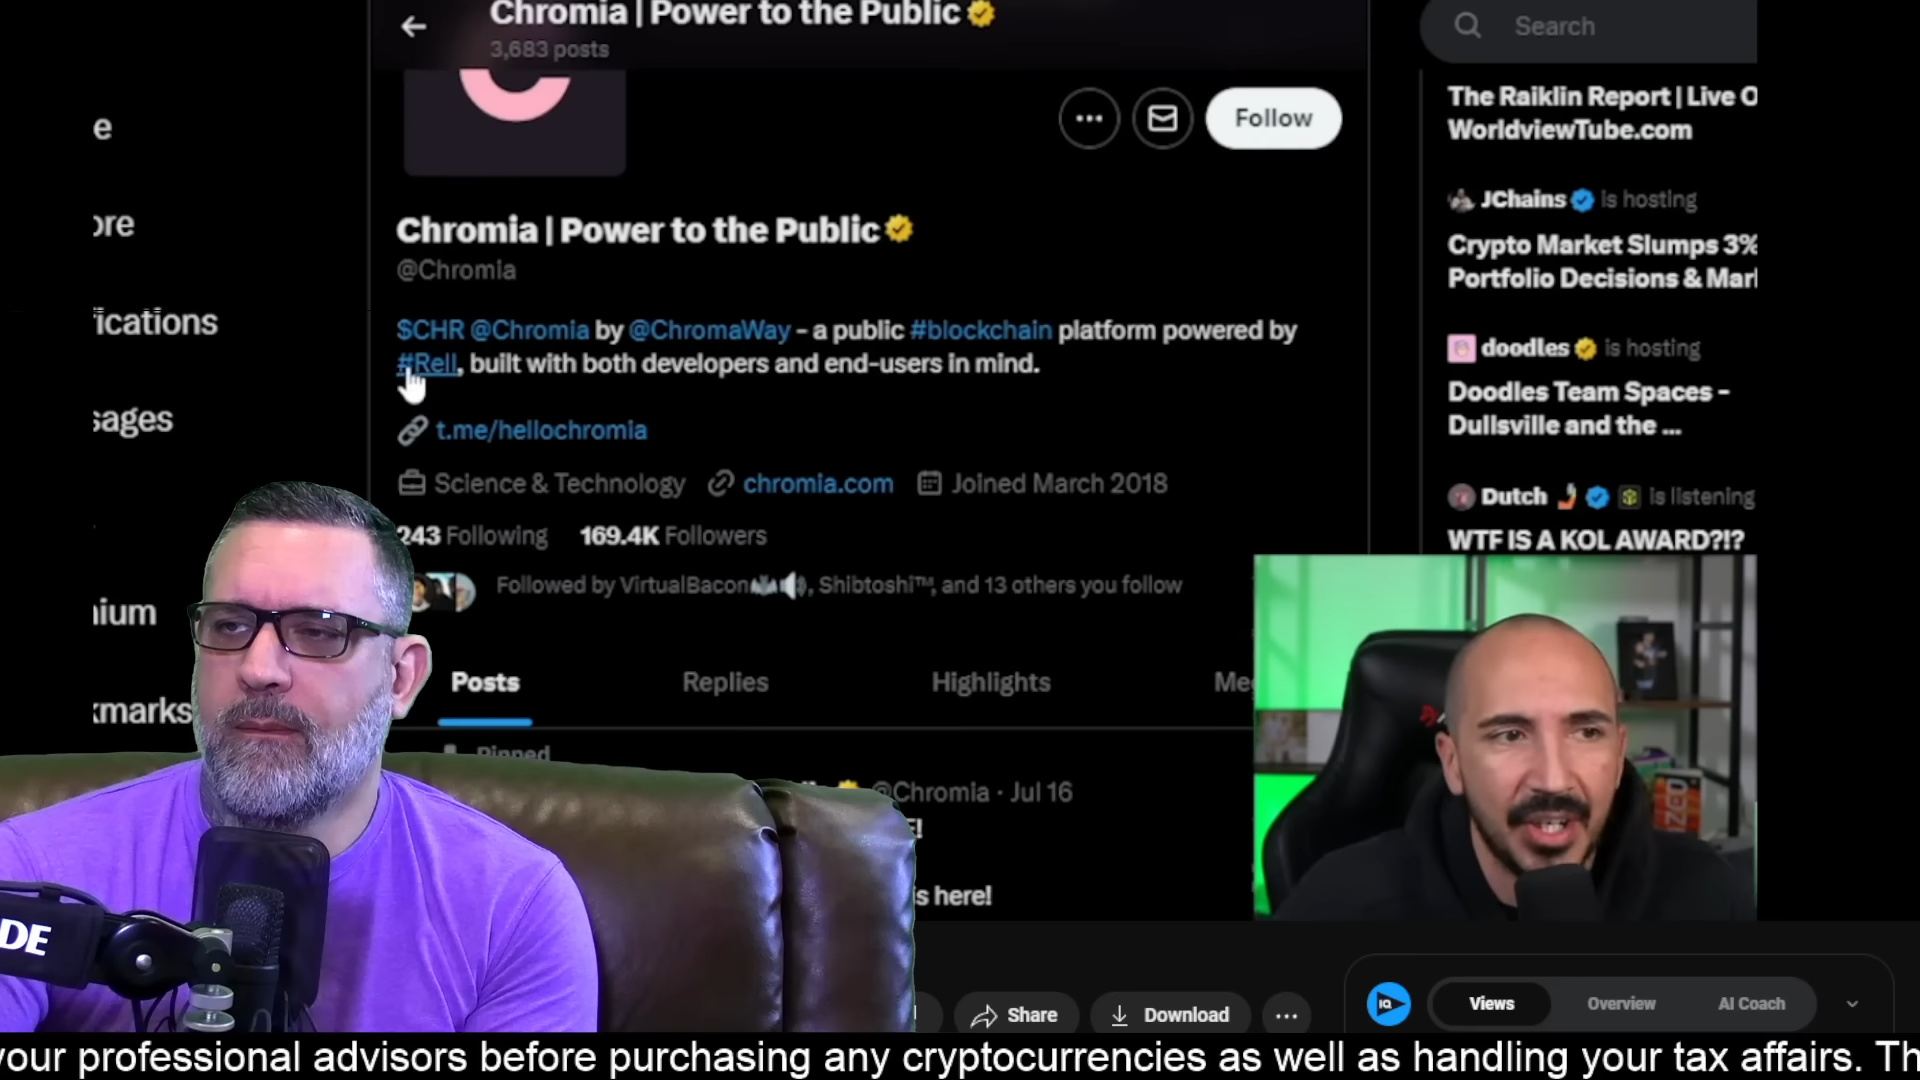 Chromia | Power to the Public
3,683 posts
Search
Follow
The Raiklin Report | Live O
WorldviewTube.com
e
JChains is hosting
ore
Chromia | Power to the Public
Crypto Market Slumps 3%
@Chromia
Portfolio Decisions & Mar
ications
$CHR @Chromia by @ChromaWay - a public #blockchain platform powered by
#Rell, built with both developers and end-users in mind.
doodles is hosting
Doodles Team Spaces -
Dullsville and the ...
sages
t.me/hellochromia
Science & Technology chromia.com Joined March 2018
Dutch is listening
243 Following 169.4K Followers
WTF IS A KOL AWARD?!?
Followed by VirtualBacon, Shibtoshi™, and 13 others you follow
nium
Posts Replies Highlights Me
kmarks
Pinned
@Chromia · Jul 16
E!
s here!
DE
Share Download
IQ
Views Overview AI Coach
your professional advisors before purchasing any cryptocurrencies as well as handling your tax affairs. Th